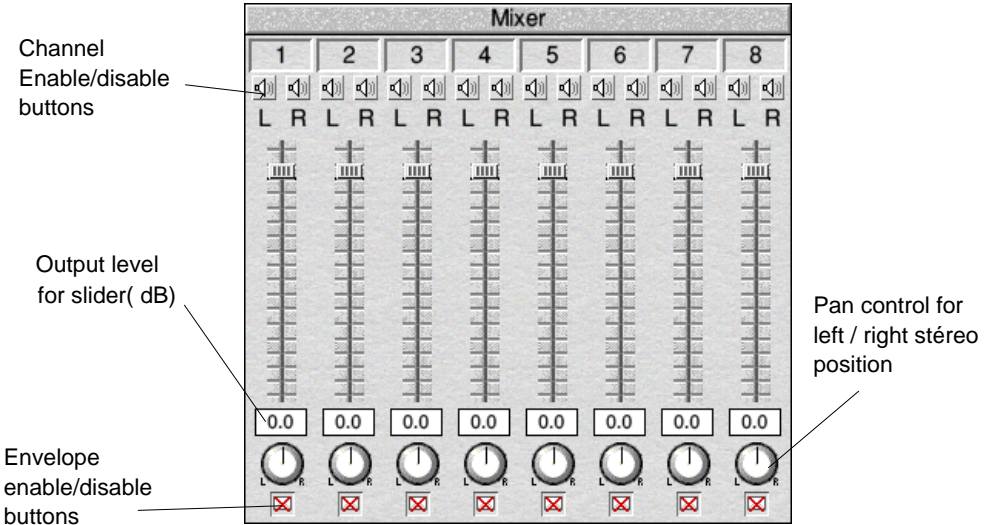 Mixer
Channel
Enable/disable
buttons
1 2 3 4 5 6 7 8
L R L R L R L R L R L R L R L R
Output level
for slider( dB)
Pan control for
left / right stéreo
position
0.0 0.0 0.0 0.0 0.0 0.0 0.0 0.0
L R L R L R L R L R L R L R L R
Envelope
enable/disable
buttons